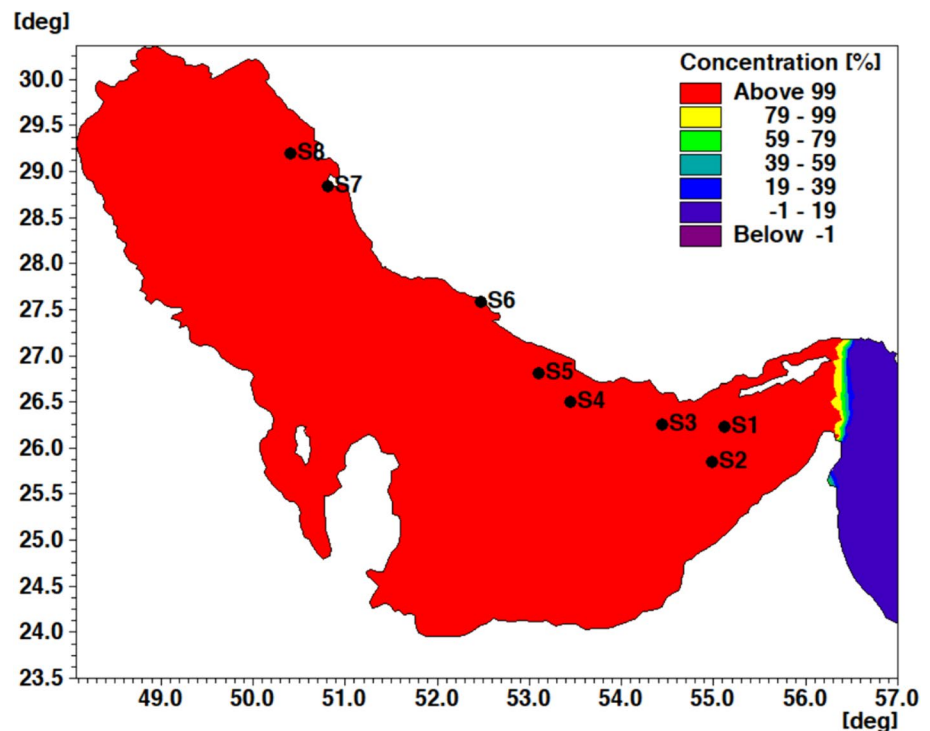 [deg]
Concentration [%]
Above 99
79 - 99
59 - 79
39 - 59
19 - 39
-1 - 19
Below -1
30.0
29.5
29.0
28.5
28.0
27.5
27.0
26.5
26.0
25.5
25.0
24.5
24.0
23.5
S8
S7
S6
S5
S4
S3
S1
S2
49.0 50.0 51.0 52.0 53.0 54.0 55.0 56.0 57.0
[deg]